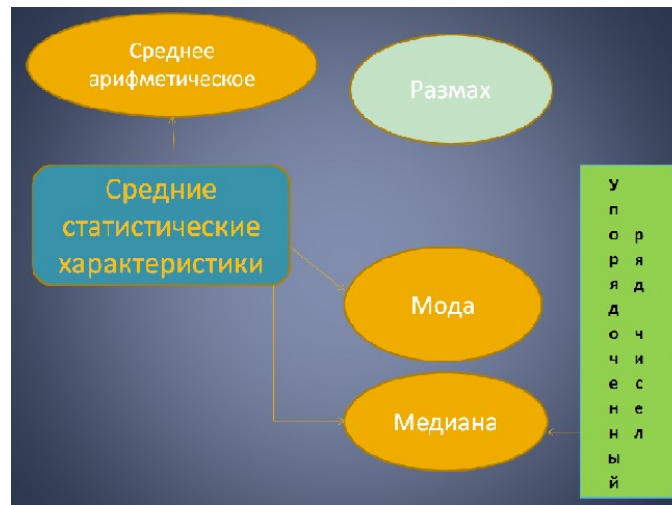 Среднее
арифметическое
Размах
Средние
статистические
характеристики
Мода
Медиана
Упорядоченный
ряд чисел